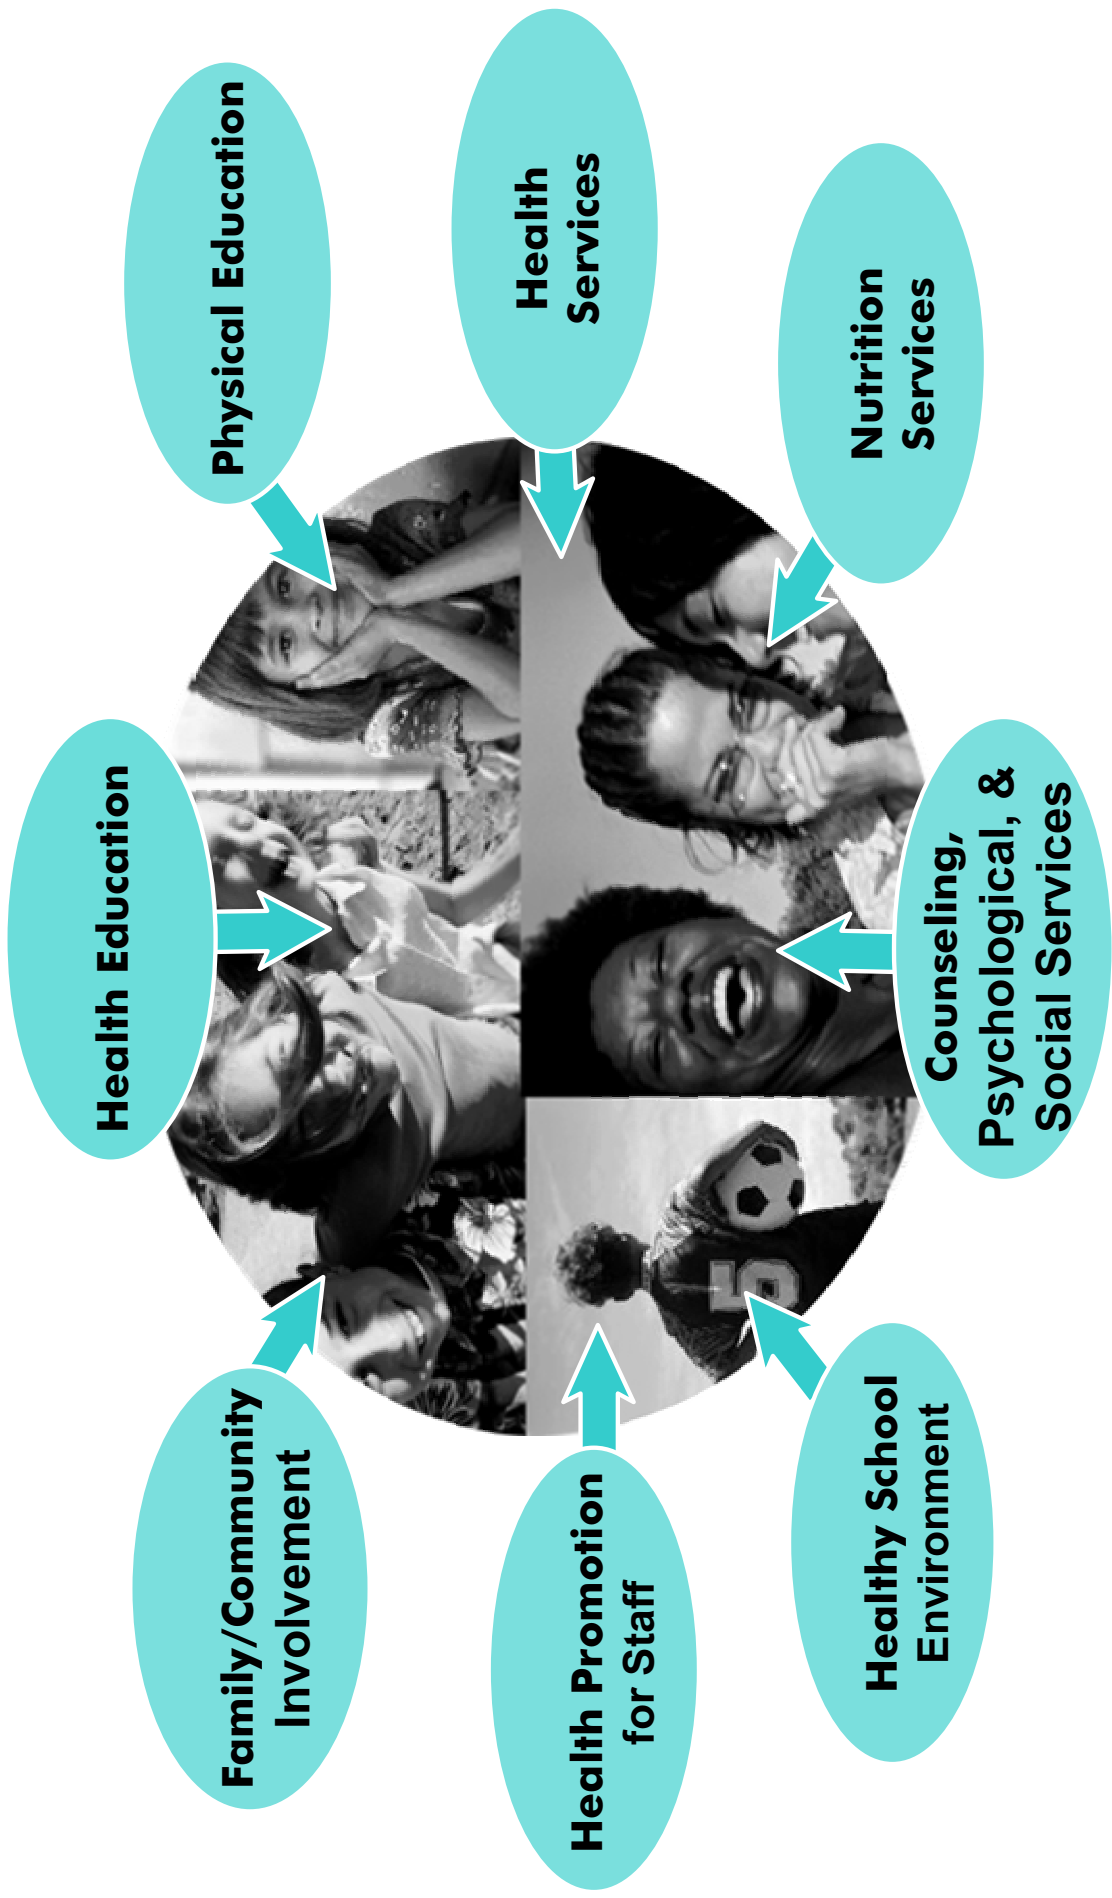 Health Education
Physical Education
Health
Services
Nutrition
Services
Counseling,
Psychological, &
Social Services
Healthy School
Environment
Health Promotion
for Staff
Family/Community
Involvement
5